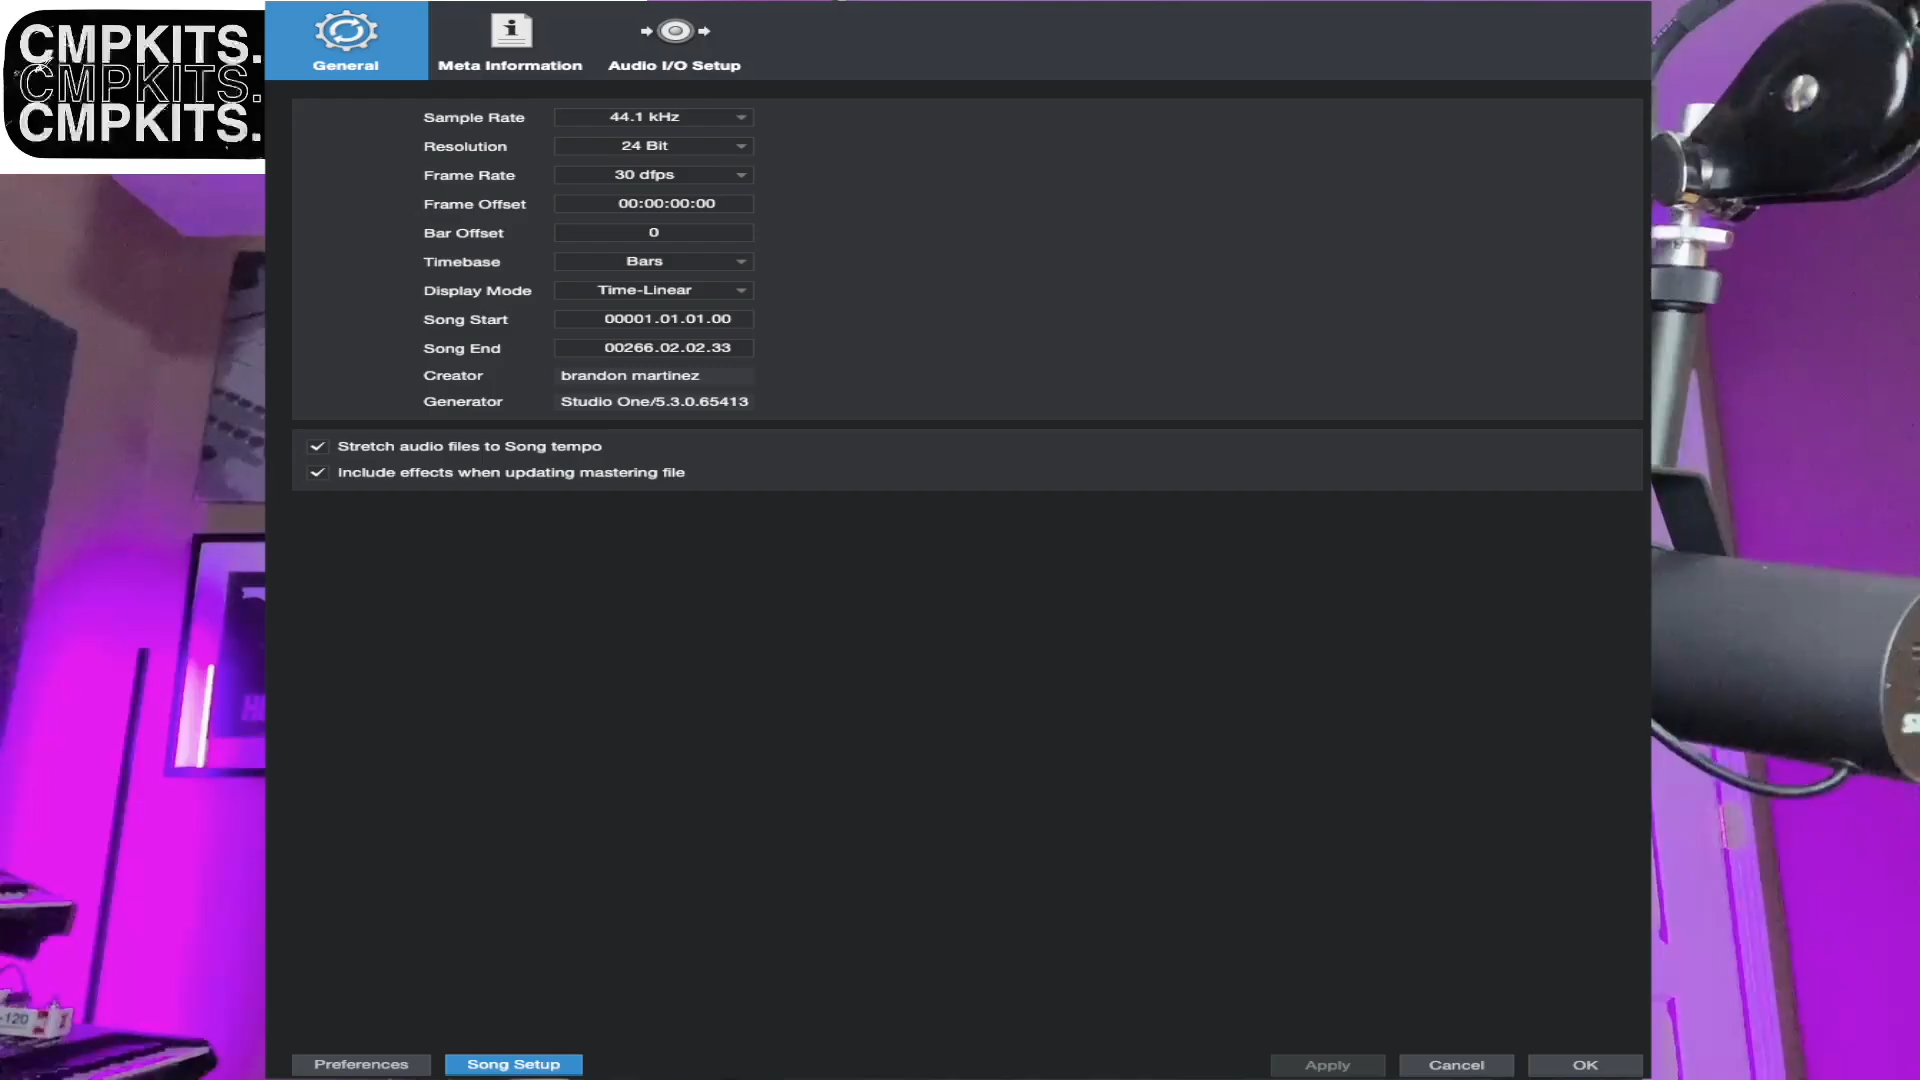 CMPKITS.
CMPKITS.
CMPKITS.
General
Meta Information
Audio I/O Setup
Sample Rate 44.1 kHz
Resolution 24 Bit
Frame Rate 30 dfps
Frame Offset 00:00:00:00
Bar Offset 0
Timebase Bars
Display Mode Time-Linear
Song Start 00001.01.01.00
Song End 00266.02.02.33
Creator brandon martinez
Generator Studio One/5.3.0.65413
Stretch audio files to Song tempo
Include effects when updating mastering file
-120
Preferences
Song Setup
Apply
Cancel
OK